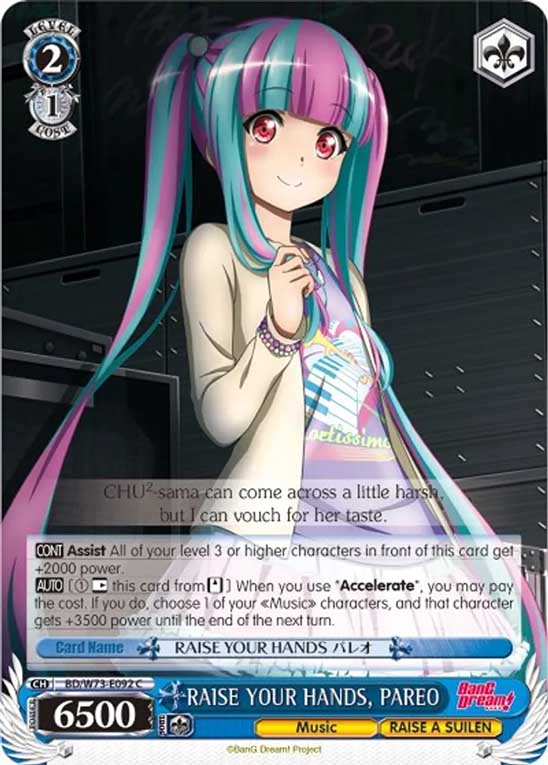 LEVEL
2
1
COST
CHU²-sama can come across a little harsh,
but I can vouch for her taste.
CONT Assist All of your level 3 or higher characters in front of this card get
+2000 power.
AUTO [① this card from] When you use "Accelerate", you may pay
the cost. If you do, choose 1 of your «Music» characters, and that character
gets +3500 power until the end of the next turn.
Card Name RAISE YOUR HANDS パレオ
CH BD/W73-E092 C
RAISE YOUR HANDS, PAREO
BanG Dream!
POWER 6500
SOUL
Music RAISE A SUILEN
©BanG Dream! Project